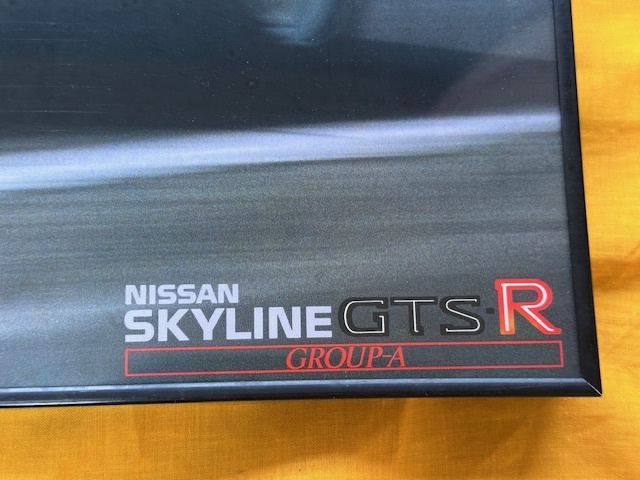 NISSAN
SKYLINE GTS-R
GROUP-A